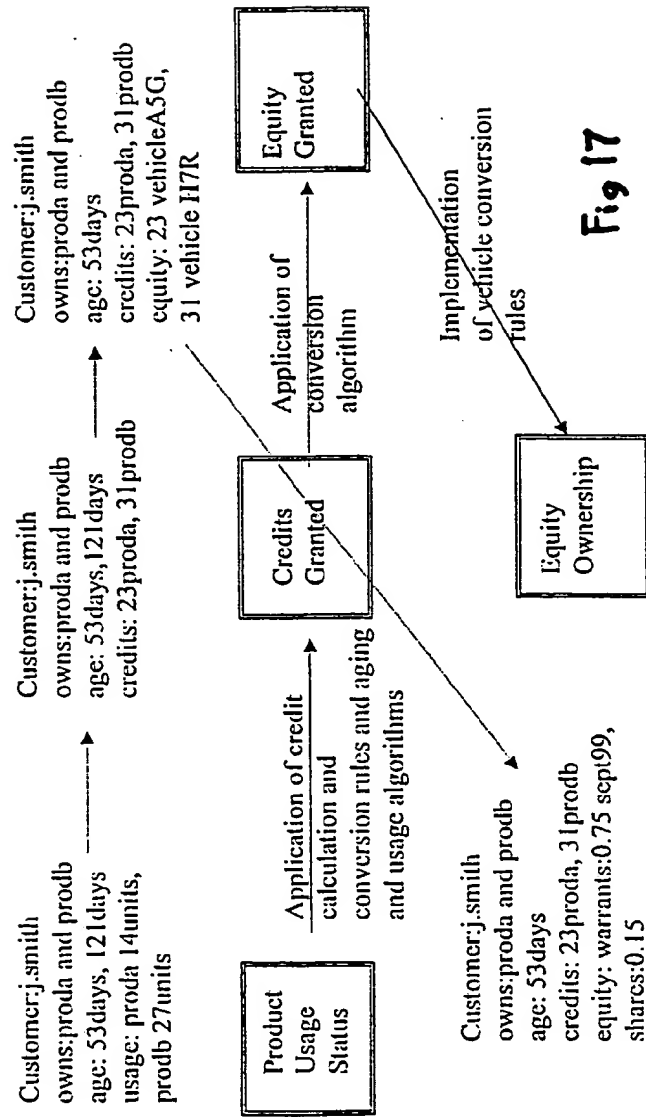 Customer:j.smith
owns:proda and prodb
age: 53days, 121days
usage: proda 14units,
prodb 27units
Customer:j.smith
owns:proda and prodb
age: 53days,121days
credits: 23proda, 31prodb
Customer:j.smith
owns:proda and prodb
age: 53days
credits: 23proda, 31prodb
equity: 23 vehicleA5G,
31 vehicle H7R
Product
Usage
Status
Application of credit
calculation and
conversion rules and aging
and usage algorithms
Credits
Granted
Application of
conversion
algorithm
Equity
Granted
Implementation
of vehicle conversion
rules
Equity
Ownership
Customer:j.smith
owns:proda and prodb
age: 53days
credits: 23proda, 31prodb
equity: warrants:0.75 sept99,
shares:0.15
Fig 17